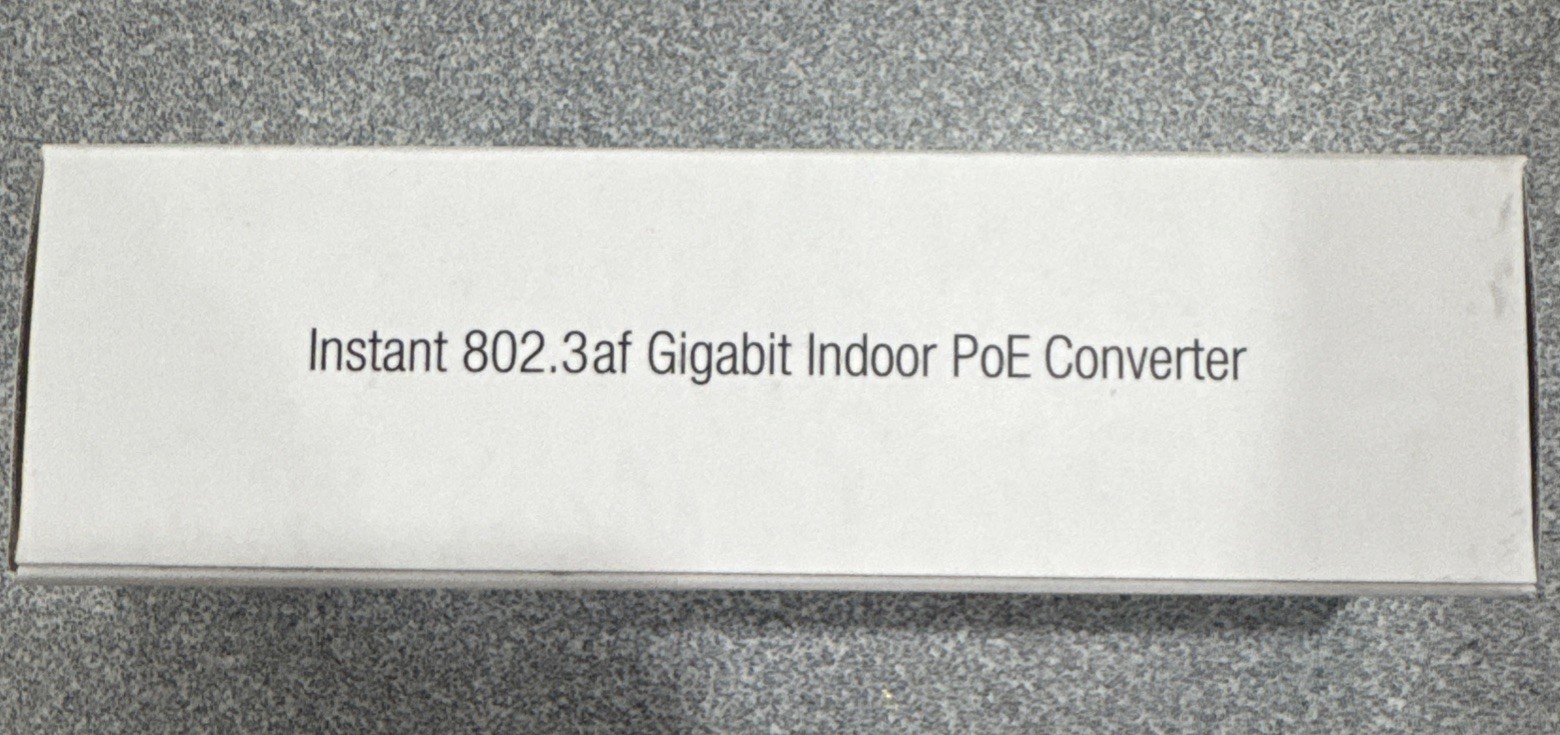 Instant 802.3af Gigabit Indoor PoE Converter